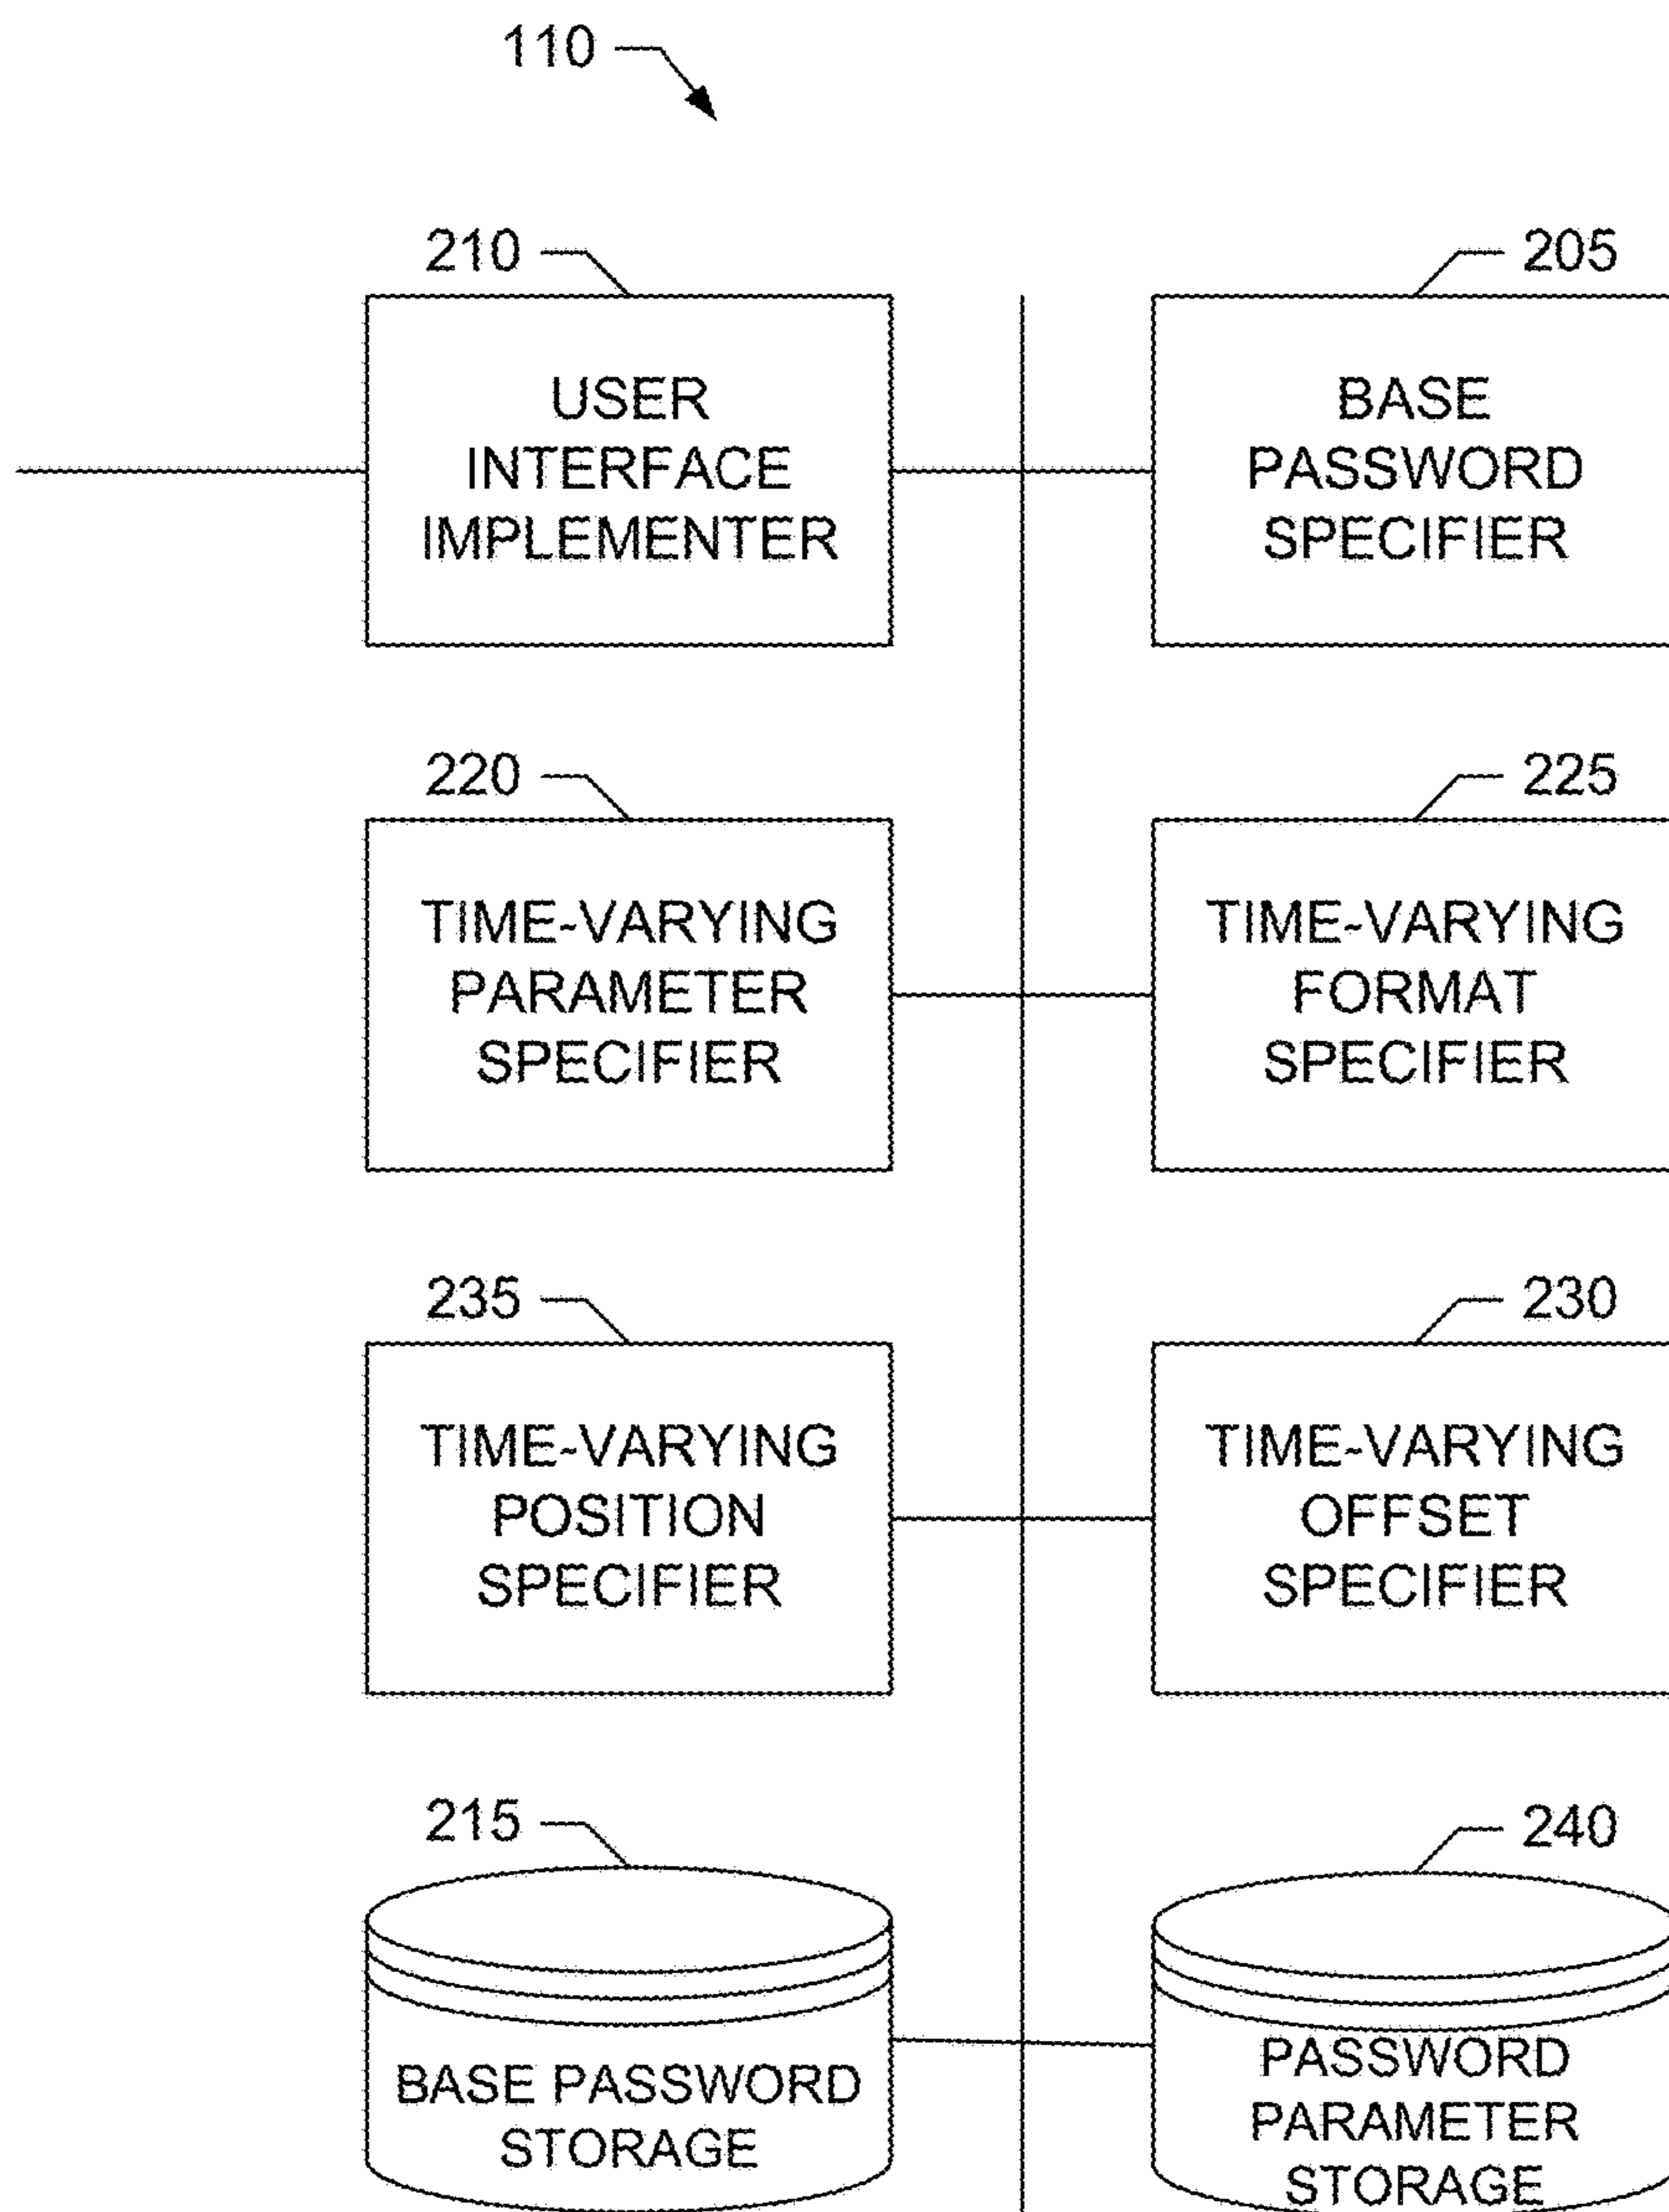 110
210
205
USER
INTERFACE
IMPLEMENTER
BASE
PASSWORD
SPECIFIER
220
225
TIME-VARYING
PARAMETER
SPECIFIER
TIME-VARYING
FORMAT
SPECIFIER
235
230
TIME-VARYING
POSITION
SPECIFIER
TIME-VARYING
OFFSET
SPECIFIER
215
240
BASE PASSWORD
STORAGE
PASSWORD
PARAMETER
STORAGE